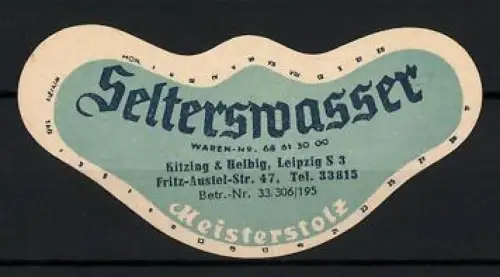 Selterswasser
WAREN-NR. 68 61 30 00
Kitzing & Helbig, Leipzig S 3
Fritz-Austel-Str. 47, Tel. 33815
Betr.-Nr. 33/306/195
Meisterstolz